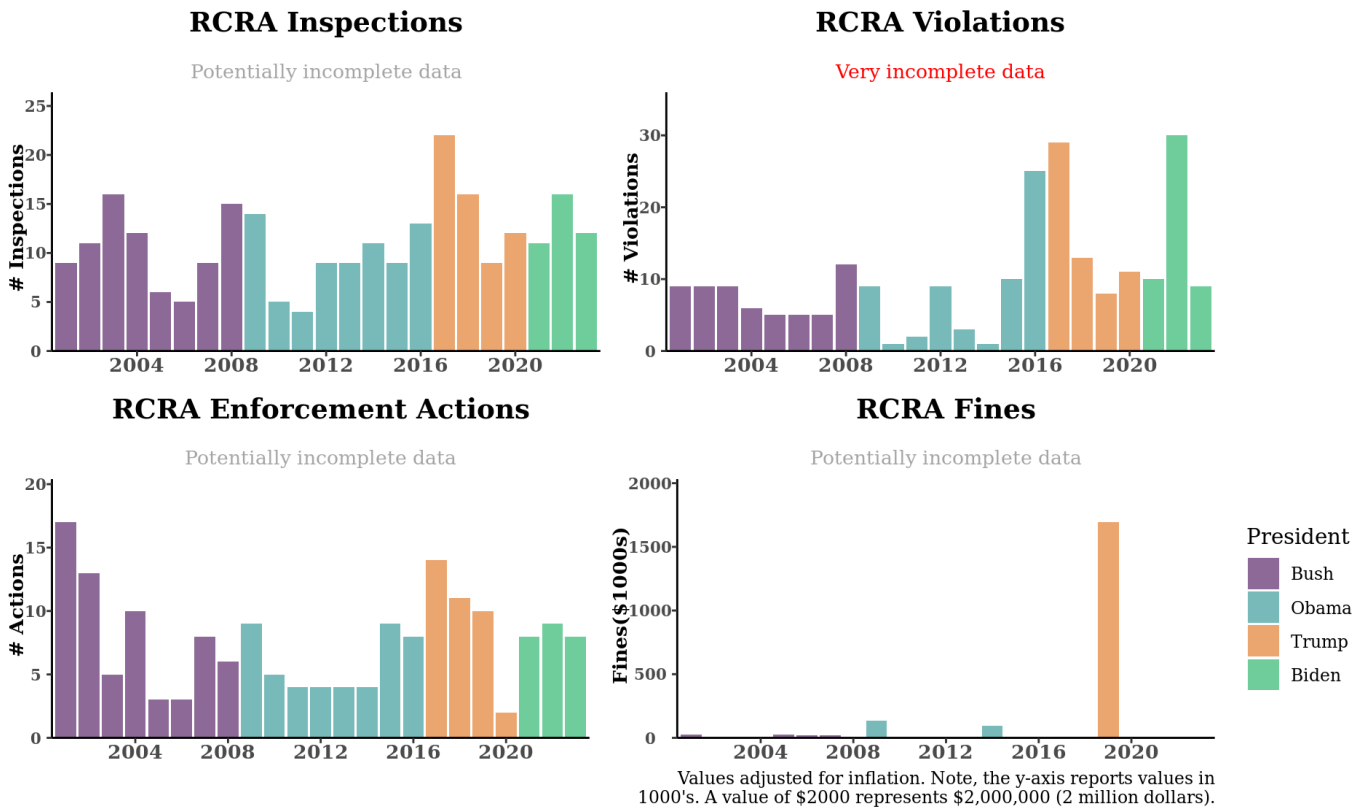 RCRA Inspections
Potentially incomplete data
# Inspections
25
20
15
10
5
0
2004 2008 2012 2016 2020
RCRA Violations
Very incomplete data
# Violations
30
20
10
0
2004 2008 2012 2016 2020
RCRA Enforcement Actions
Potentially incomplete data
# Actions
20
15
10
5
0
2004 2008 2012 2016 2020
RCRA Fines
Potentially incomplete data
Fines($1000s)
2000
1500
1000
500
0
2004 2008 2012 2016 2020
President
Bush
Obama
Trump
Biden
Values adjusted for inflation. Note, the y-axis reports values in
1000's. A value of $2000 represents $2,000,000 (2 million dollars).